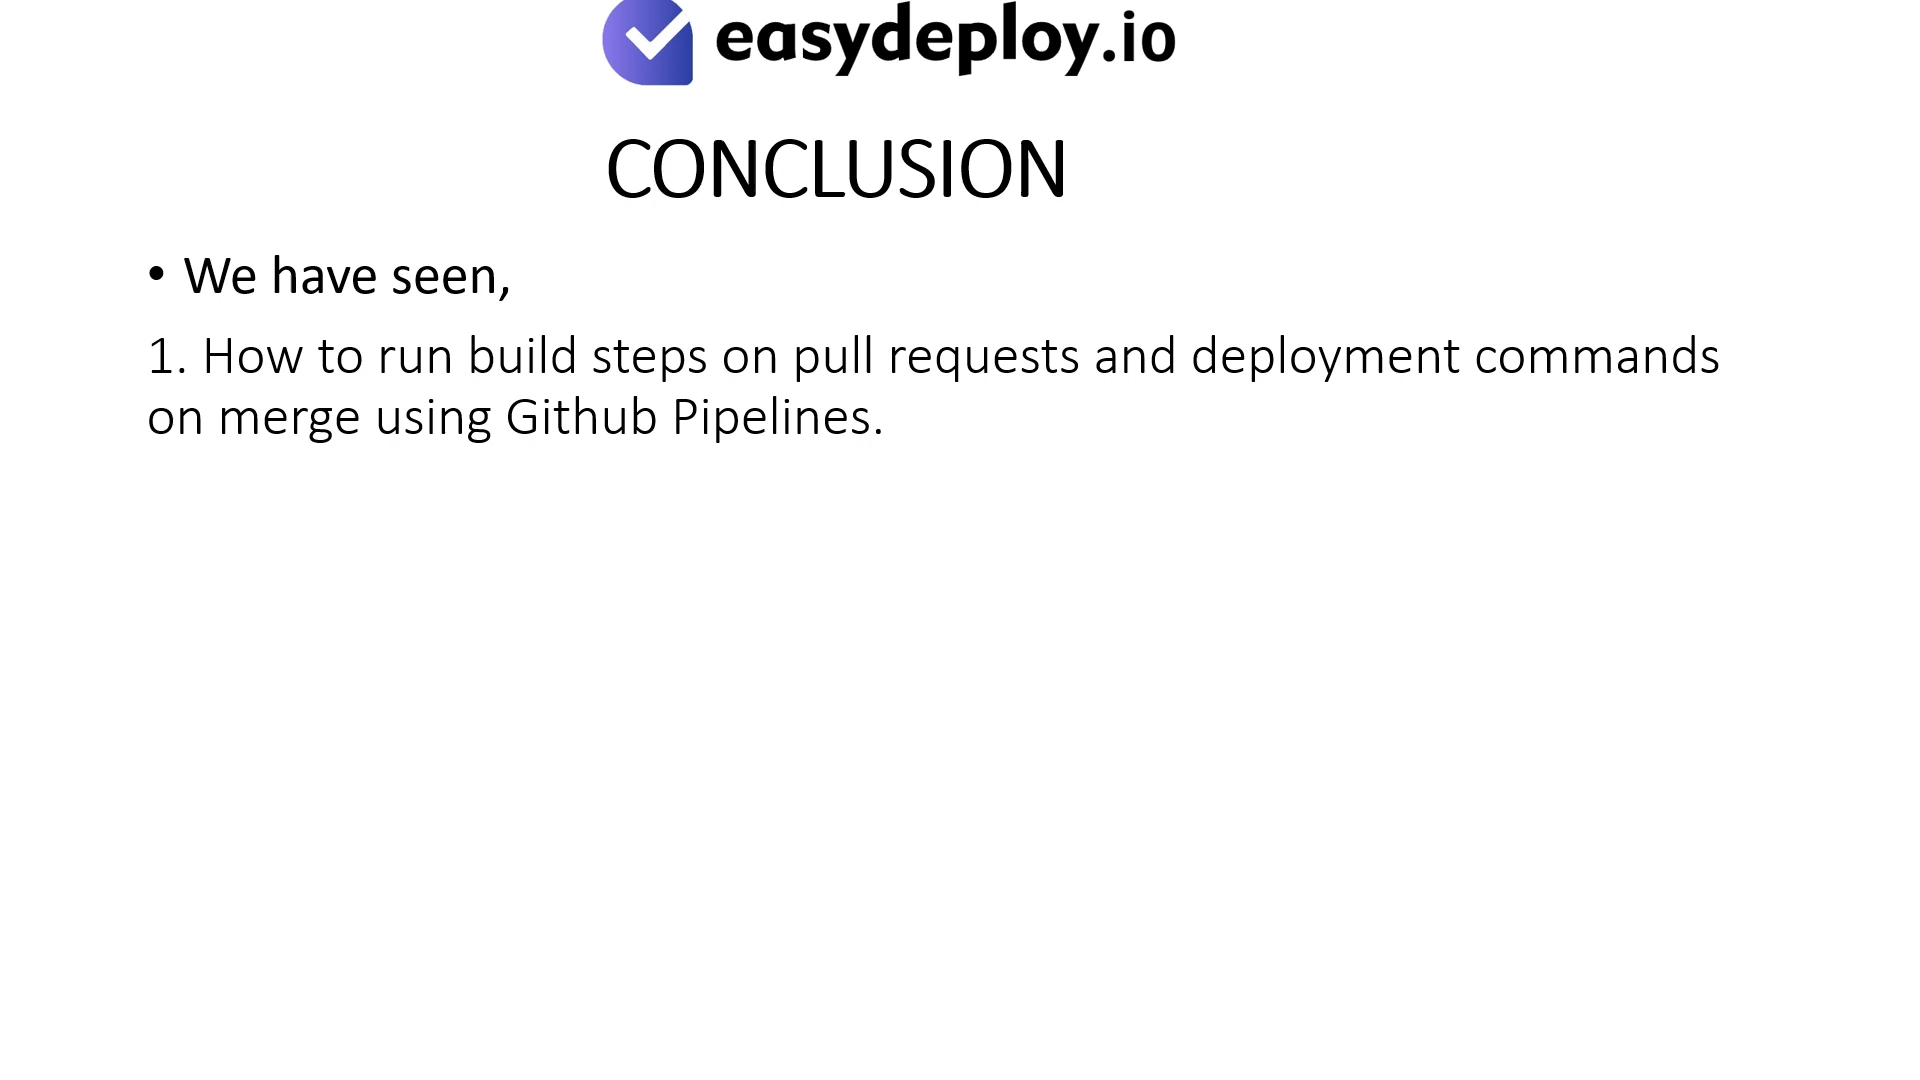 easydeploy.io
CONCLUSION
• We have seen,
1. How to run build steps on pull requests and deployment commands
on merge using Github Pipelines.